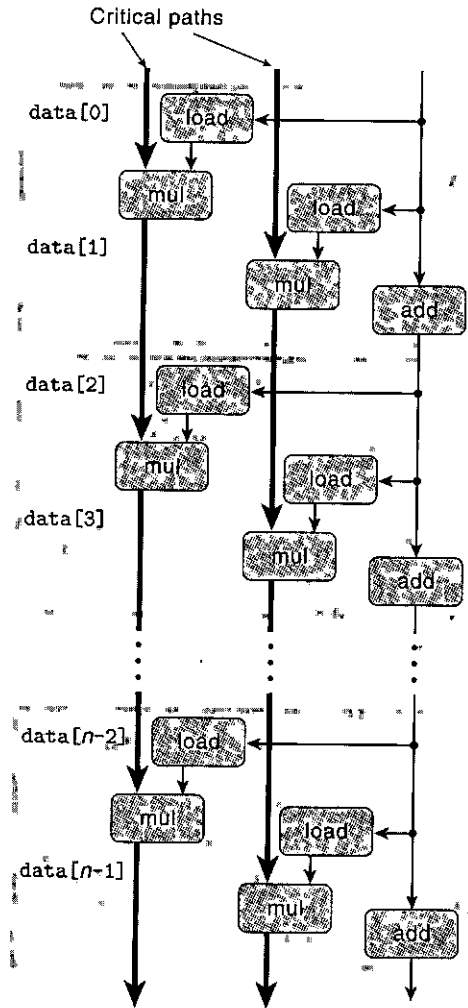 Critical paths
data[0]
load
mul
load
data[1]
mul
add
data[2]
load
mul
load
data[3]
mul
add
data[n-2]
load
mul
load
data[n-1]
mul
add